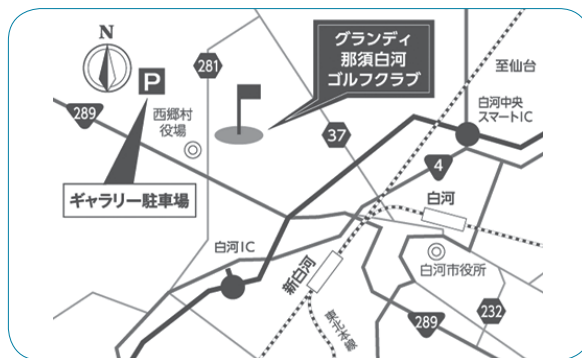 N
P
281
289
西郷村
役場
ギャラリー駐車場
グランディ
那須白河
ゴルフクラブ
37
至仙台
白河中央
スマートIC
4
白河
白河IC
新白河
白河市役所
東北本線
289
232